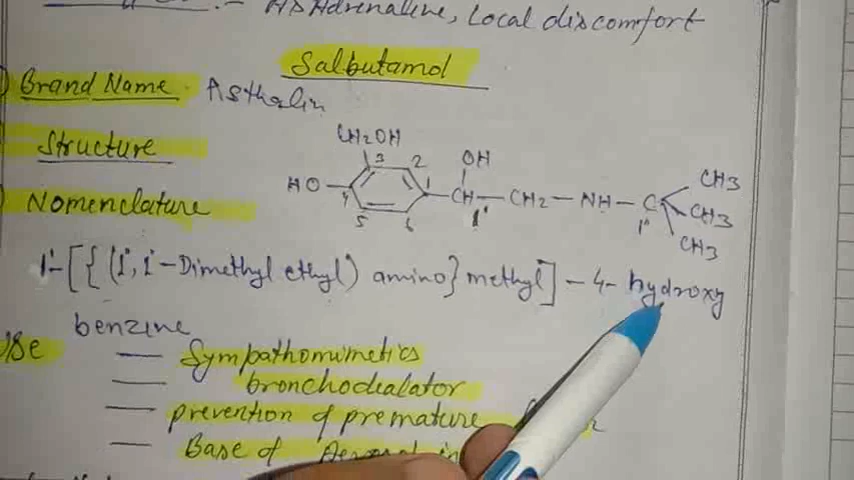 :- As Adrenaline, Local discomfort
Salbutamol
Brand Name - Asthalin
Structure
CH2OH
3 2 OH
HO 4 1 CH - CH2 - NH - C CH3
5 6 1' 1' CH3
CH3
Nomenclature
1'-[{(1',1'-Dimethyl ethyl) amino} methyl] - 4- hydroxy
benzine
Use
— Sympathomimetics
— bronchodialator
— prevention of premature
— Base of